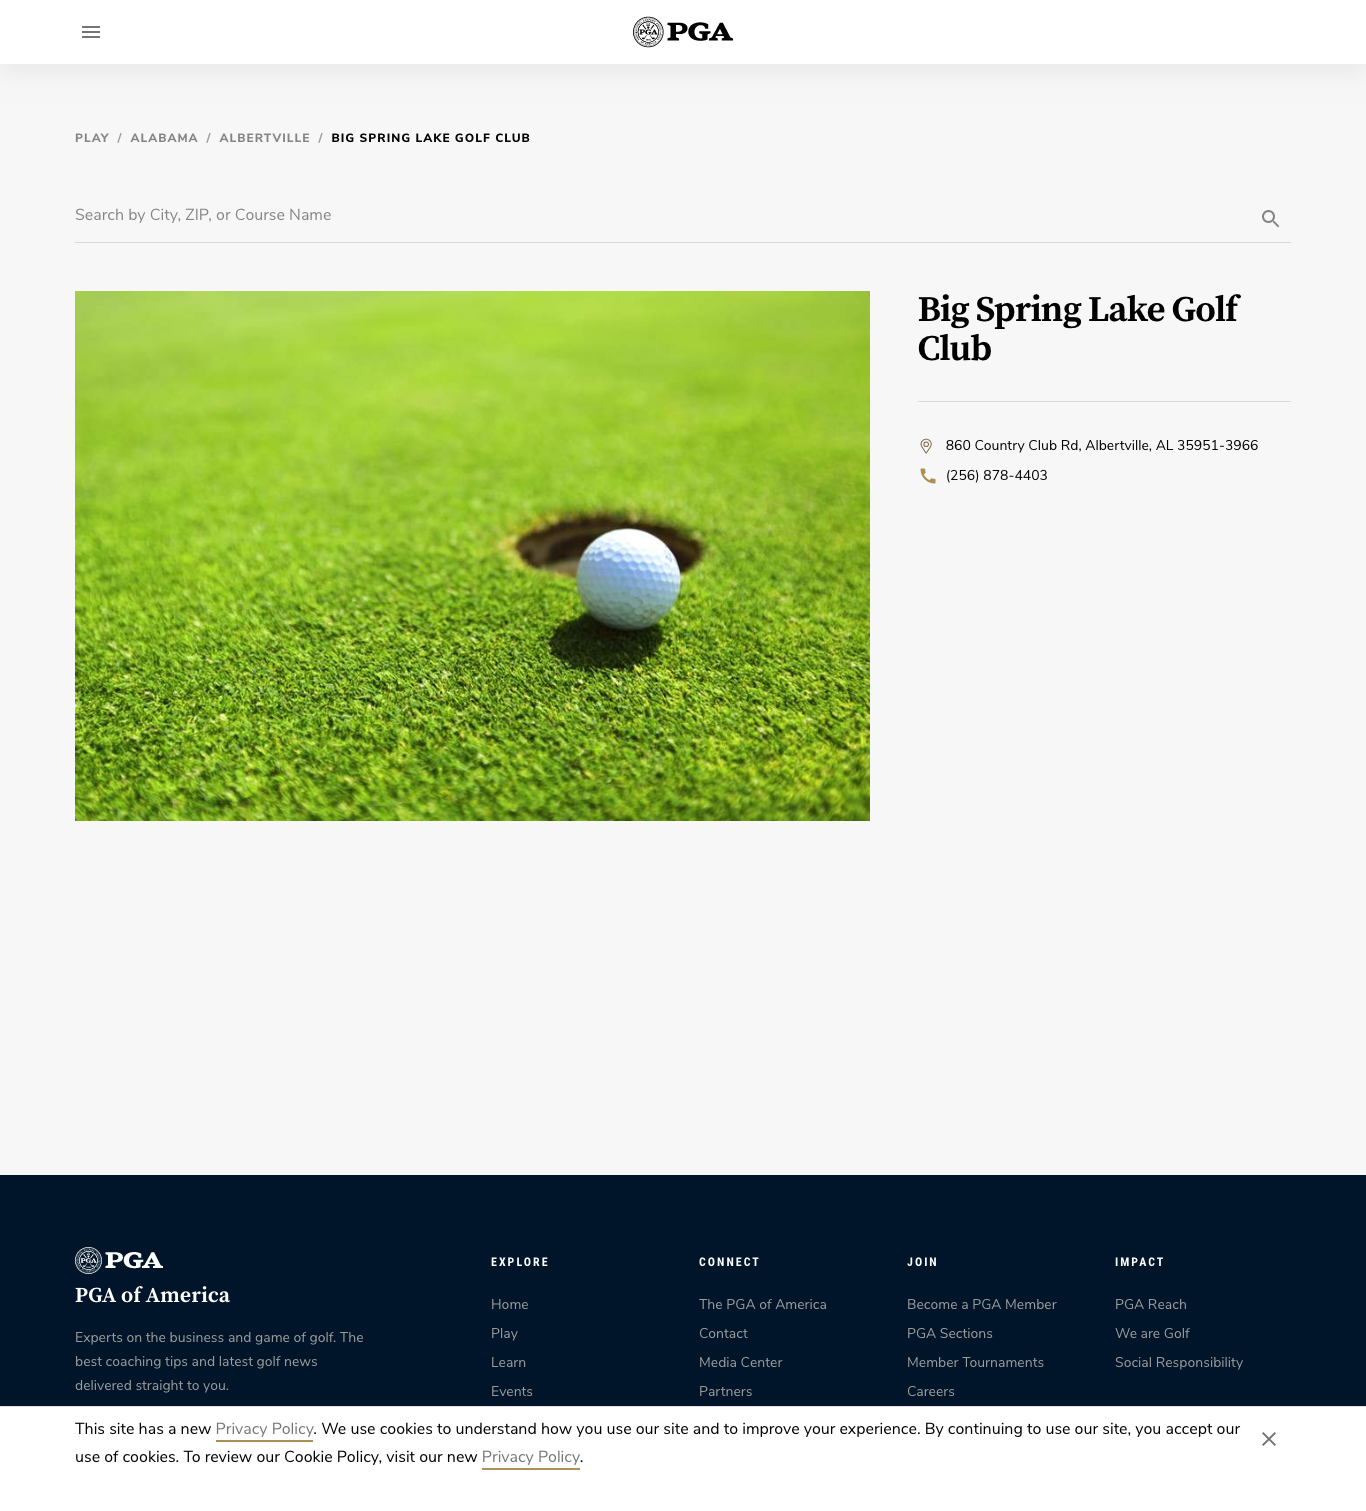 PGA
PLAY / ALABAMA / ALBERTVILLE / BIG SPRING LAKE GOLF CLUB
Search by City, ZIP, or Course Name
Big Spring Lake Golf
Club
860 Country Club Rd, Albertville, AL 35951-3966
(256) 878-4403
PGA
PGA of America
Experts on the business and game of golf. The
best coaching tips and latest golf news
delivered straight to you.
EXPLORE
Home
Play
Learn
Events
CONNECT
The PGA of America
Contact
Media Center
Partners
JOIN
Become a PGA Member
PGA Sections
Member Tournaments
Careers
IMPACT
PGA Reach
We are Golf
Social Responsibility
This site has a new Privacy Policy. We use cookies to understand how you use our site and to improve your experience. By continuing to use our site, you accept our
use of cookies. To review our Cookie Policy, visit our new Privacy Policy.